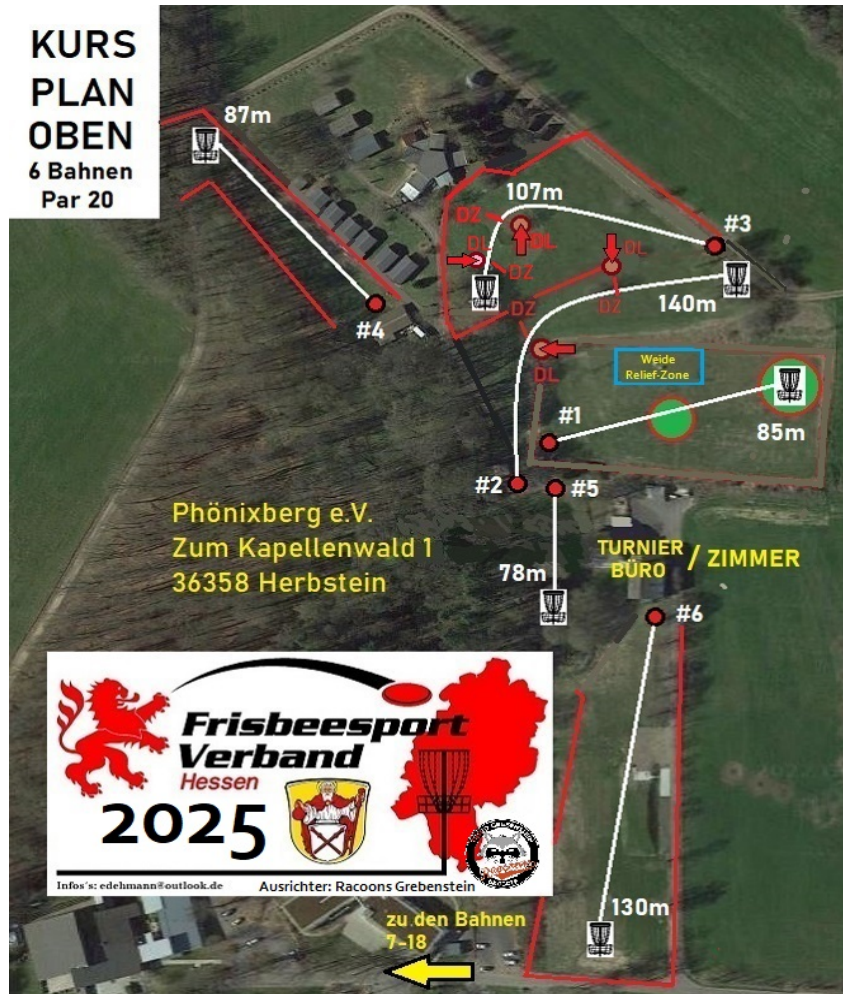 KURS
PLAN
OBEN
6 Bahnen
Par 20
87m
107m
#3
DZ
DL
DL
DL
DZ
DZ
DZ
140m
#4
DL
Weide
Relief-Zone
#1
85m
#2
#5
Phönixberg e.V.
Zum Kapellenwald 1
36358 Herbstein
TURNIER
BÜRO
/ ZIMMER
78m
#6
Frisbeesport
Verband
Hessen
2025
Infos´s: edehmann@outlook.de
Ausrichter: Racoons Grebenstein
130m
zu den Bahnen
7-18